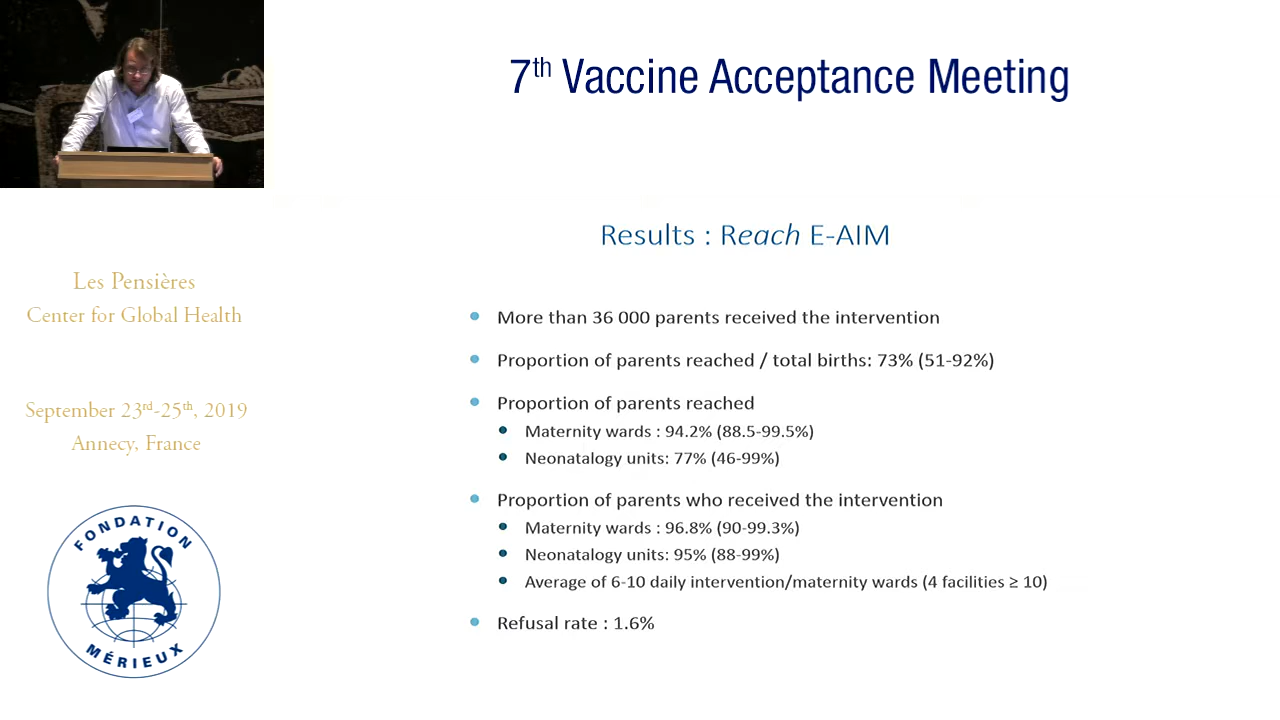 7th Vaccine Acceptance Meeting
Les Pensières
Center for Global Health
September 23rd-25th, 2019
Annecy, France
FONDATION
MÉRIEUX
Results : Reach E-AIM
More than 36 000 parents received the intervention
Proportion of parents reached / total births: 73% (51-92%)
Proportion of parents reached
Maternity wards : 94.2% (88.5-99.5%)
Neonatalogy units: 77% (46-99%)
Proportion of parents who received the intervention
Maternity wards : 96.8% (90-99.3%)
Neonatalogy units: 95% (88-99%)
Average of 6-10 daily intervention/maternity wards (4 facilities ≥ 10)
Refusal rate : 1.6%